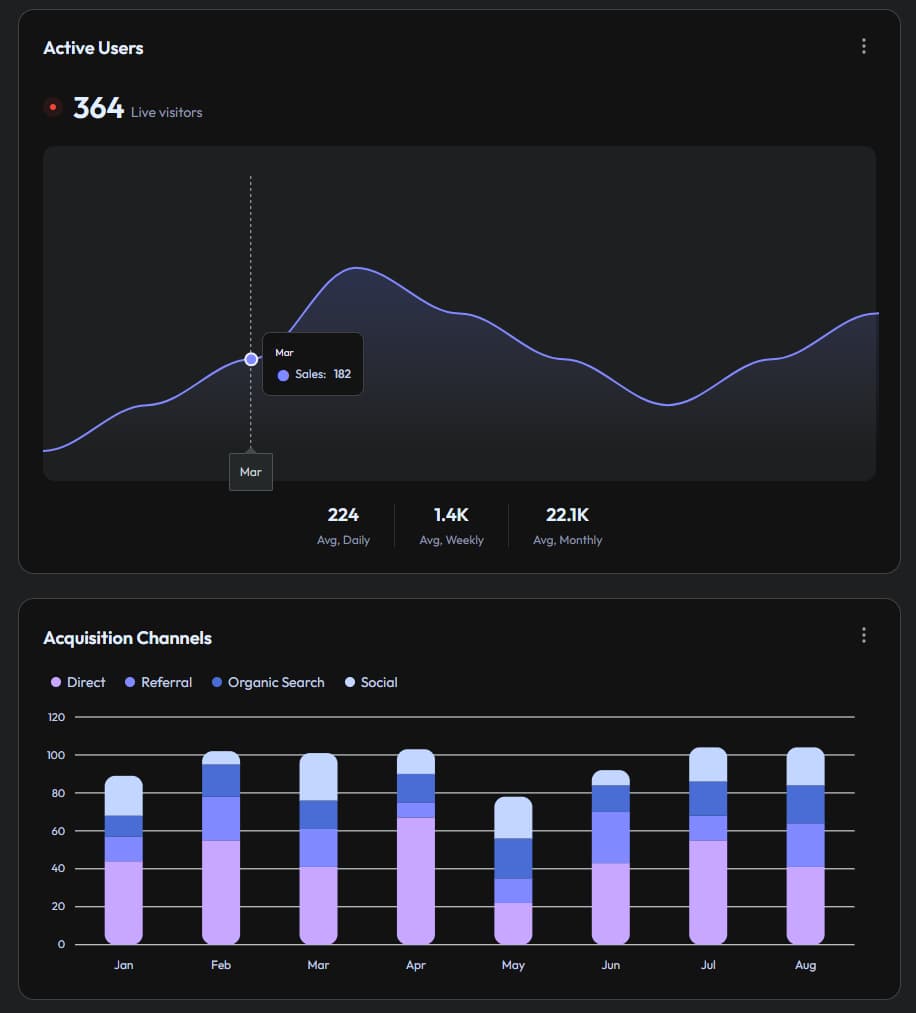 Active Users
364 Live visitors
Mar
Sales: 182
Mar
224 1.4K 22.1K
Avg, Daily Avg, Weekly Avg, Monthly
Acquisition Channels
Direct Referral Organic Search Social
120
100
80
60
40
20
0
Jan Feb Mar Apr May Jun Jul Aug